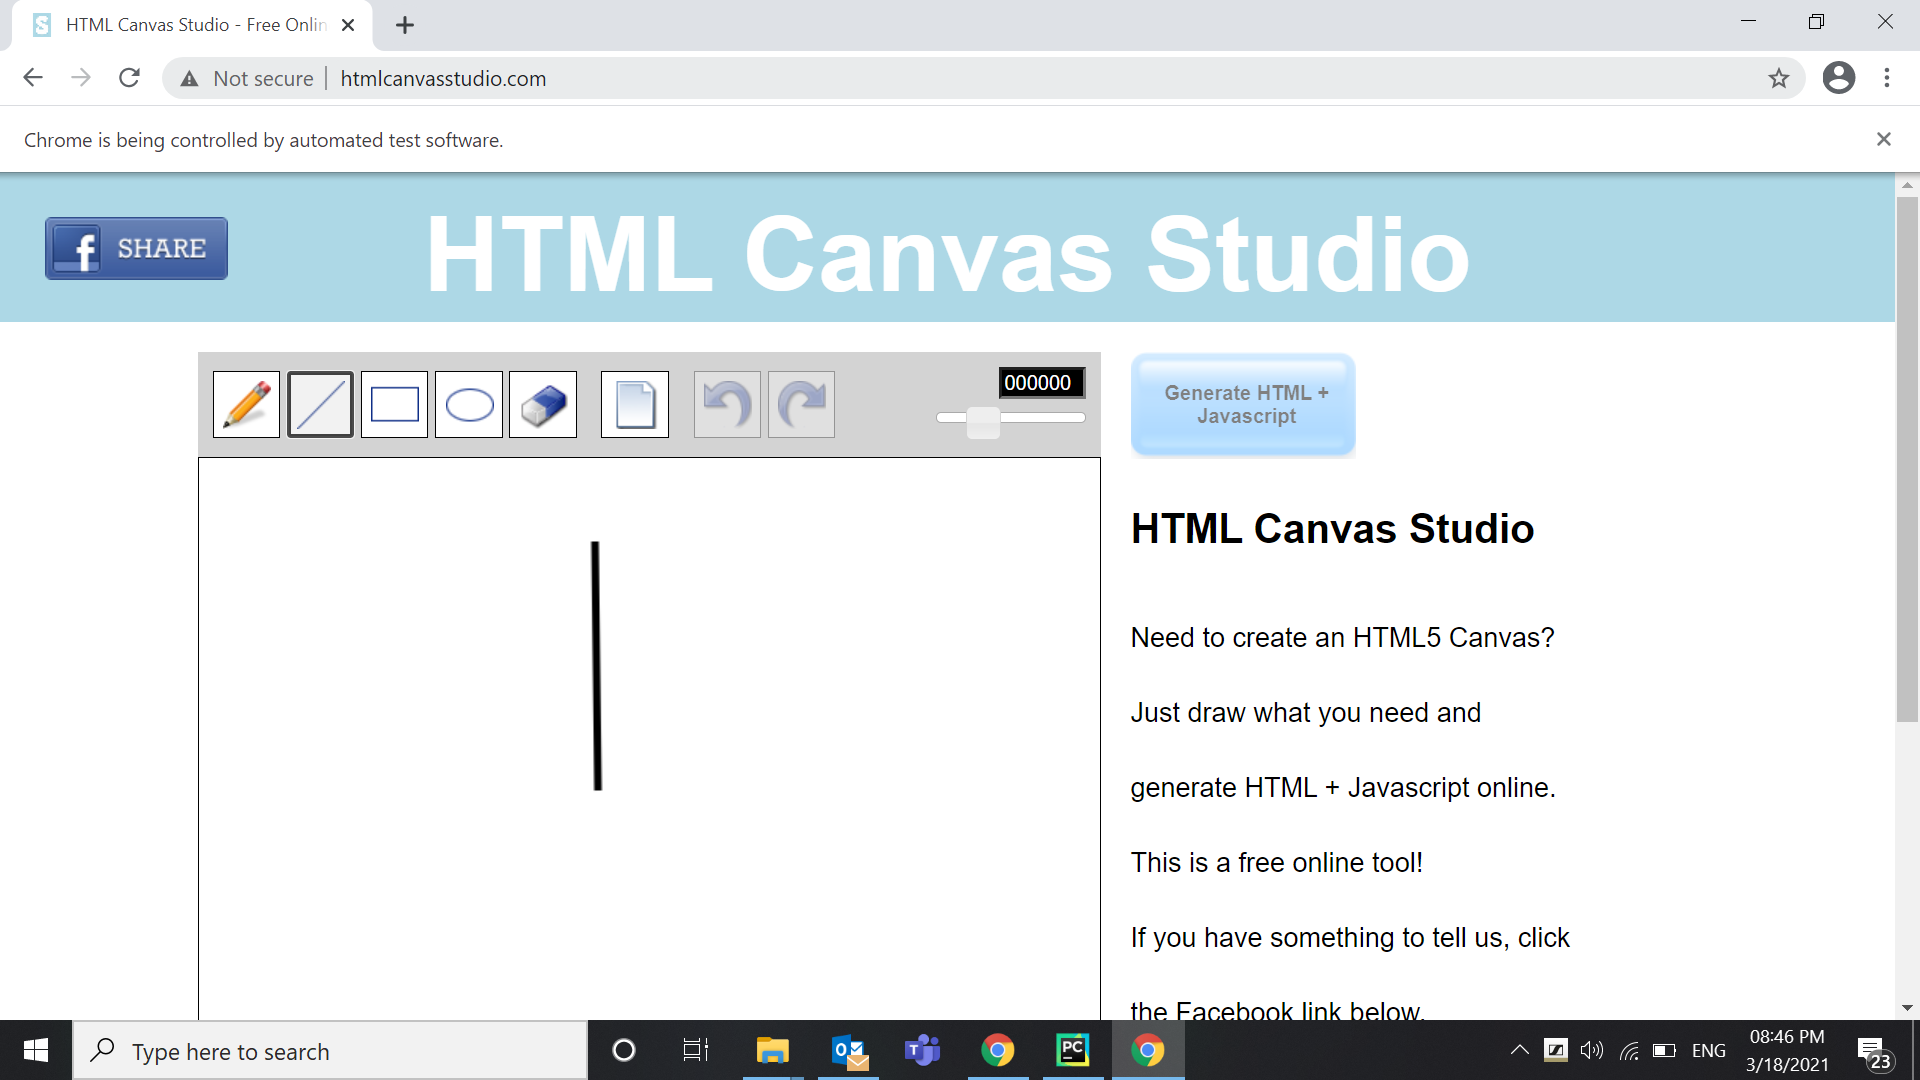 HTML Canvas Studio - Free Onlin
Not secure
htmlcanvasstudio.com
Chrome is being controlled by automated test software.
f SHARE
HTML Canvas Studio
000000
Generate HTML +
Javascript
HTML Canvas Studio
Need to create an HTML5 Canvas?
Just draw what you need and
generate HTML + Javascript online.
This is a free online tool!
If you have something to tell us, click
the Facebook link below.
Type here to search
PC
ENG
08:46 PM
3/18/2021
23